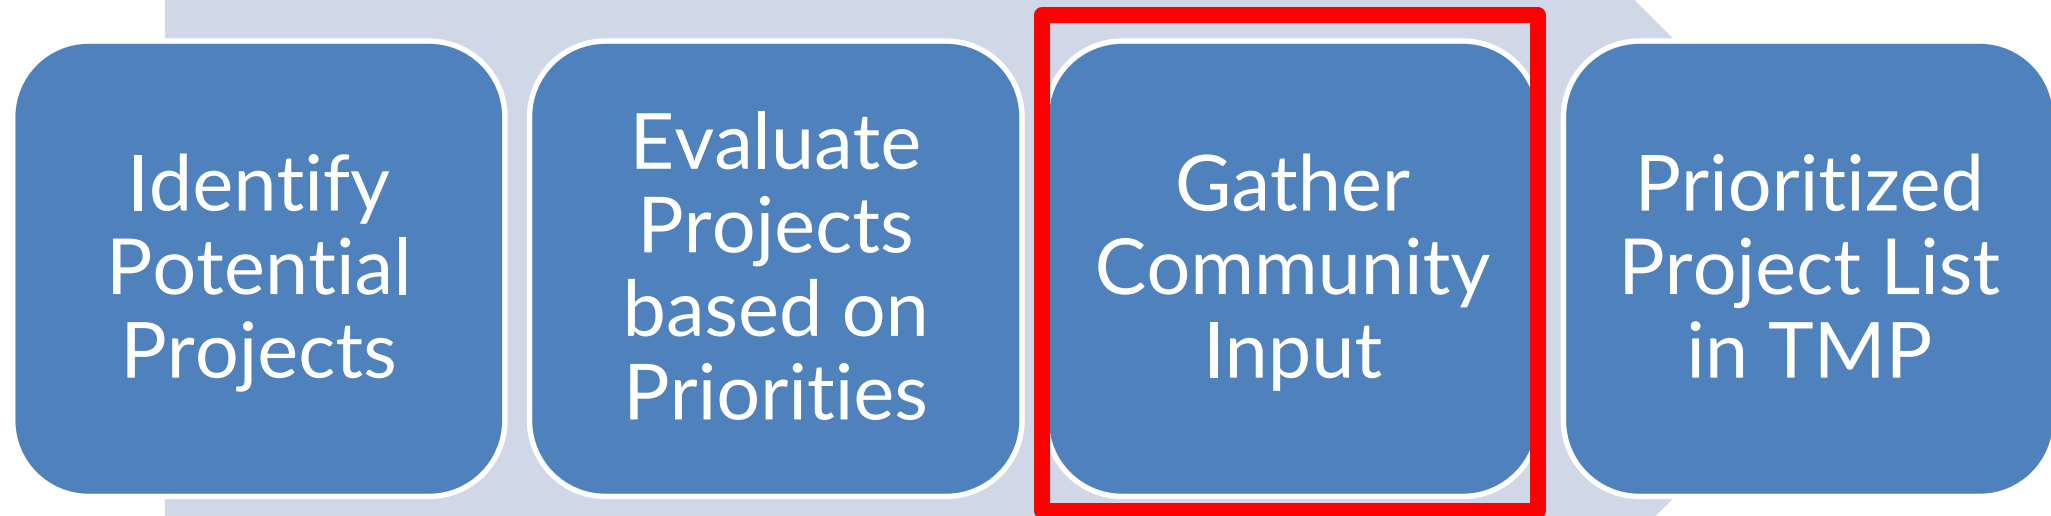 Identify
Potential
Projects
Evaluate
Projects
based on
Priorities
Gather
Community
Input
Prioritized
Project List
in TMP